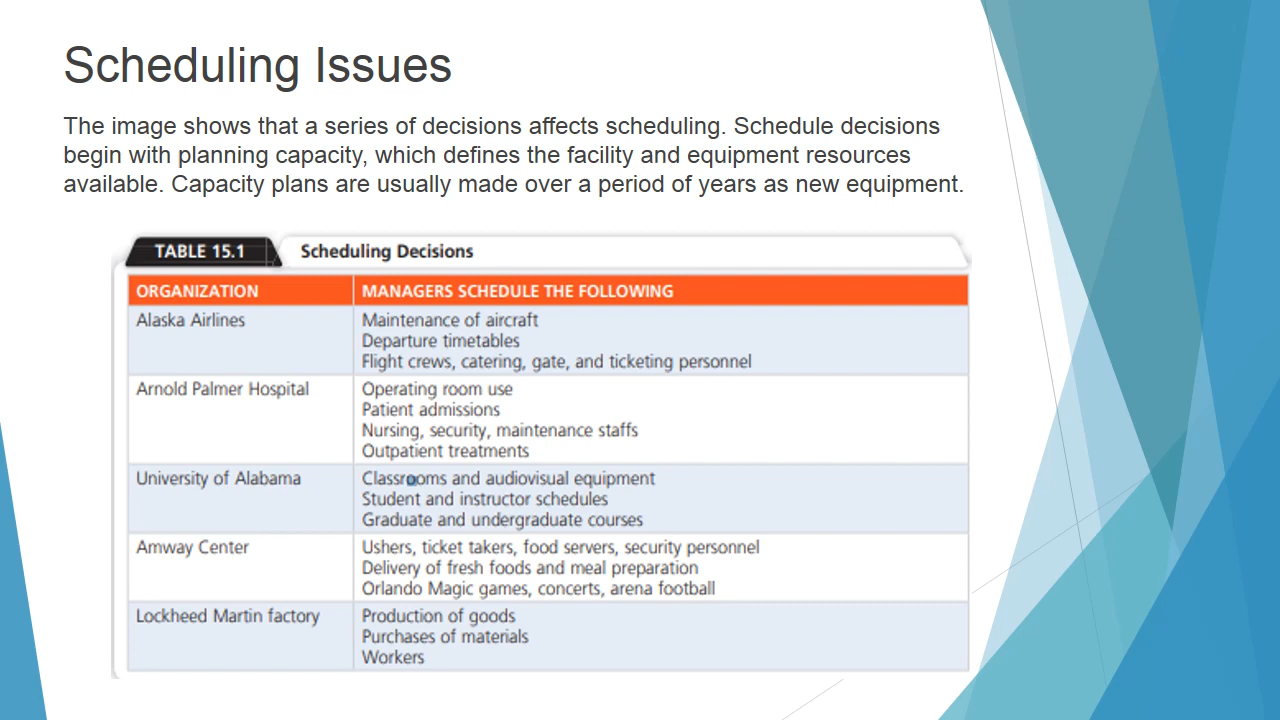 Scheduling Issues
The image shows that a series of decisions affects scheduling. Schedule decisions
begin with planning capacity, which defines the facility and equipment resources
available. Capacity plans are usually made over a period of years as new equipment.
TABLE 15.1 Scheduling Decisions
ORGANIZATION MANAGERS SCHEDULE THE FOLLOWING
Alaska Airlines Maintenance of aircraft
Departure timetables
Flight crews, catering, gate, and ticketing personnel
Arnold Palmer Hospital Operating room use
Patient admissions
Nursing, security, maintenance staffs
Outpatient treatments
University of Alabama Classrooms and audiovisual equipment
Student and instructor schedules
Graduate and undergraduate courses
Amway Center Ushers, ticket takers, food servers, security personnel
Delivery of fresh foods and meal preparation
Orlando Magic games, concerts, arena football
Lockheed Martin factory Production of goods
Purchases of materials
Workers